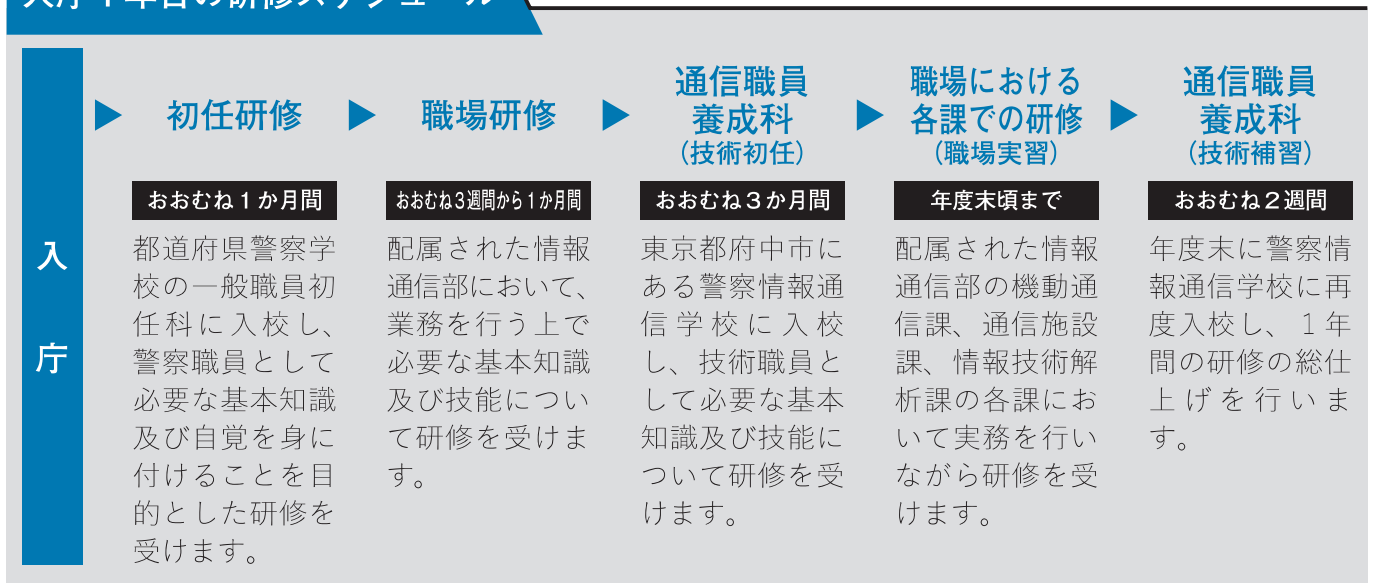 入庁1年目の研修スケジュール
入
庁
初任研修
おおむね1か月間
都道府県警察学
校の一般職員初
任科に入校し、
警察職員として
必要な基本知識
及び自覚を身に
付けることを目
的とした研修を
受けます。
職場研修
おおむね3週間から1か月間
配属された情報
通信部において、
業務を行う上で
必要な基本知識
及び技能につい
て研修を受けま
す。
通信職員
養成科
(技術初任)
おおむね3か月間
東京都府中市に
ある警察情報通
信学校に入校
し、技術職員と
して必要な基本
知識及び技能に
ついて研修を受
けます。
職場における
各課での研修
(職場実習)
年度末頃まで
配属された情報
通信部の機動通
信課、通信施設
課、情報技術解
析課の各課にお
いて実務を行い
ながら研修を受
けます。
通信職員
養成科
(技術補習)
おおむね2週間
年度末に警察情
報通信学校に再
度入校し、1年
間の研修の総仕
上げを行いま
す。